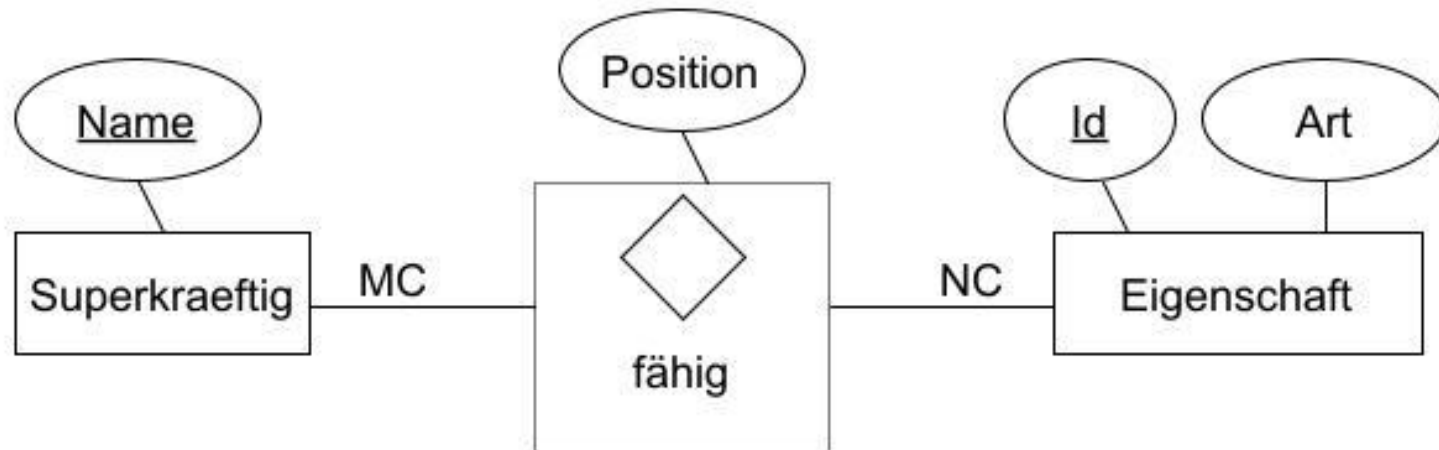 Position
Name
Id
Art
Superkraeftig
MC
NC
Eigenschaft
fähig